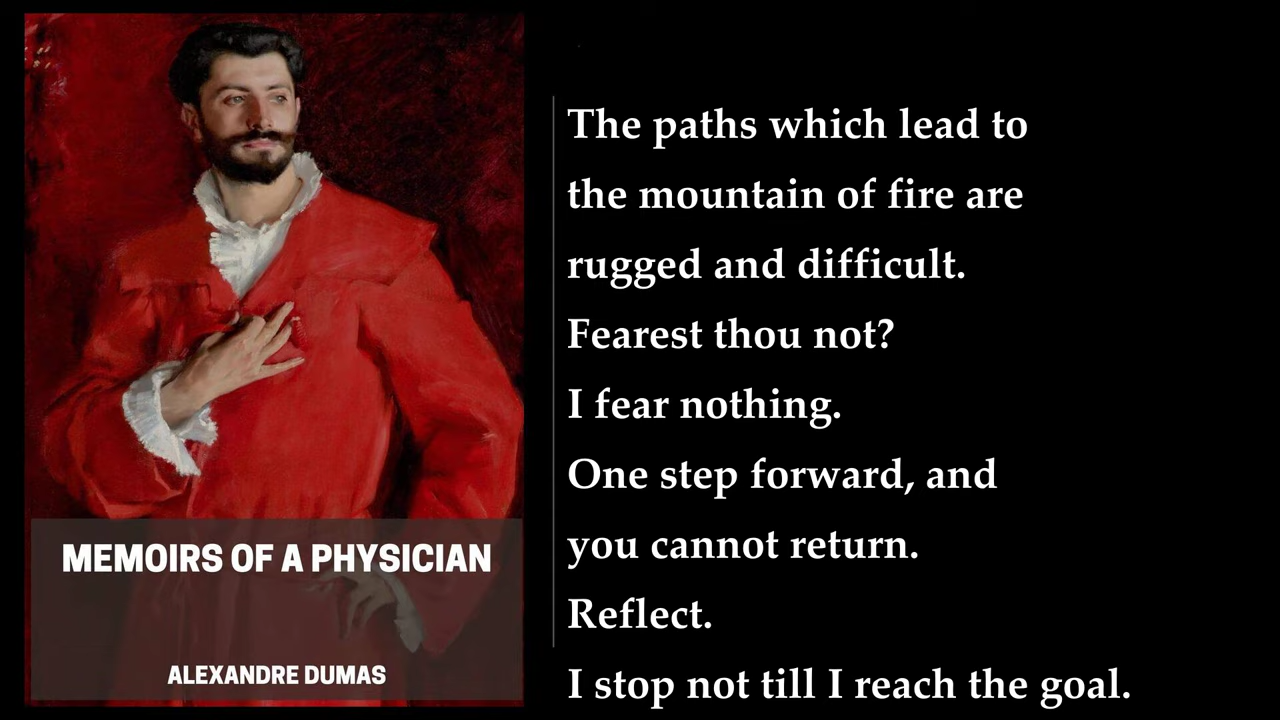 MEMOIRS OF A PHYSICIAN
ALEXANDRE DUMAS
The paths which lead to
the mountain of fire are
rugged and difficult.
Fearest thou not?
I fear nothing.
One step forward, and
you cannot return.
Reflect.
I stop not till I reach the goal.